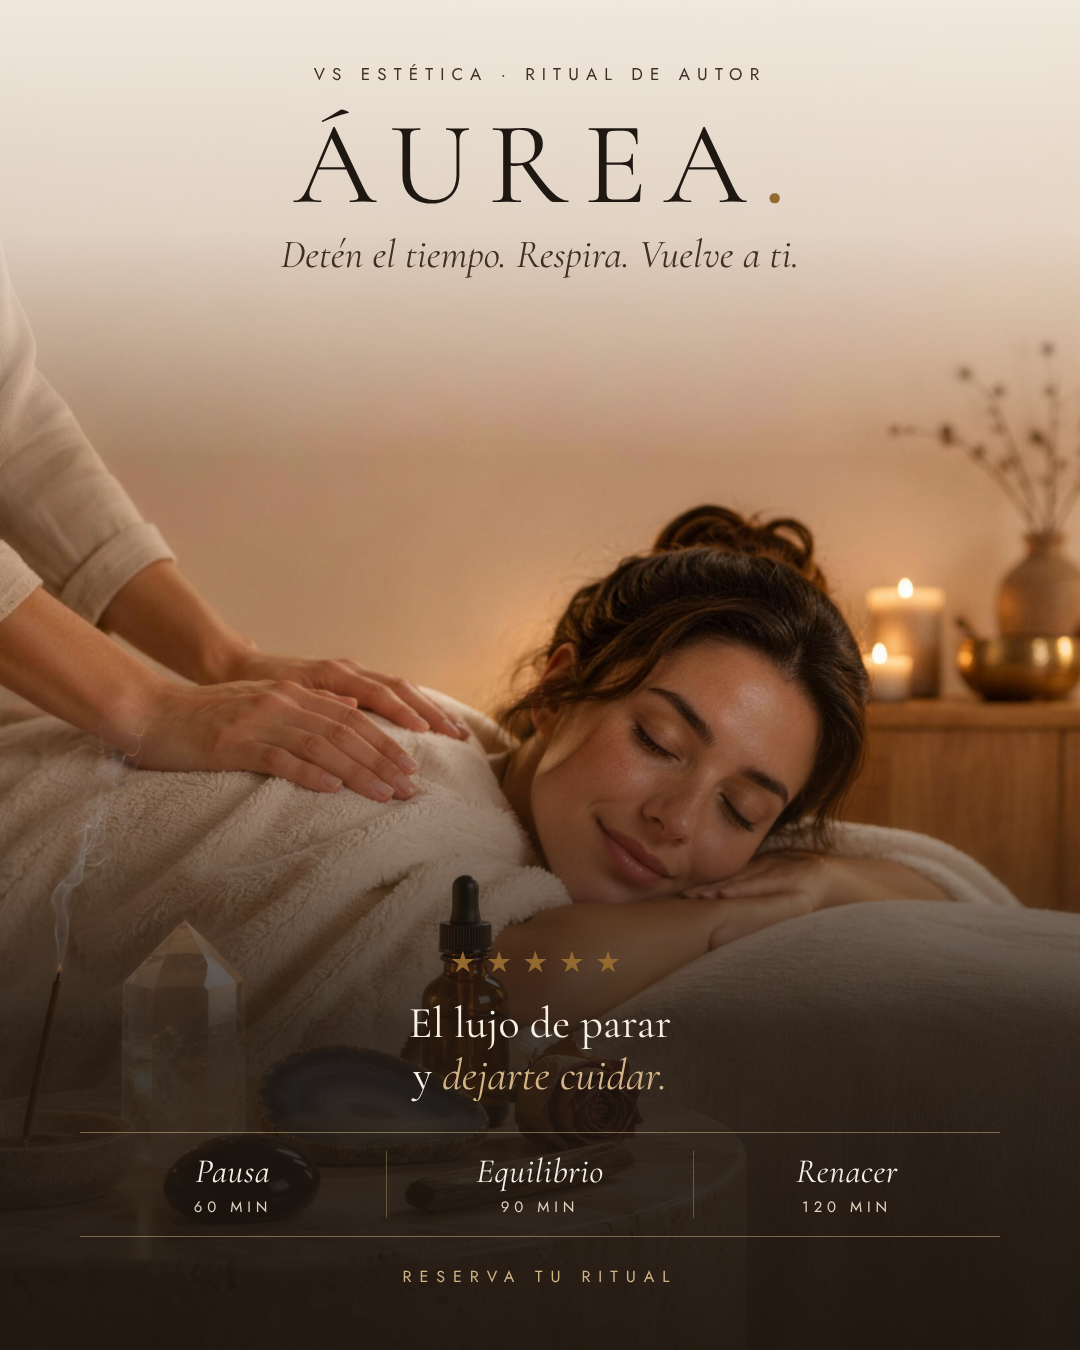 VS ESTÉTICA · RITUAL DE AUTOR
ÁUREA.
Detén el tiempo. Respira. Vuelve a ti.
★ ★ ★ ★ ★
El lujo de parar
y dejarte cuidar.
Pausa
60 MIN
Equilibrio
90 MIN
Renacer
120 MIN
RESERVA TU RITUAL